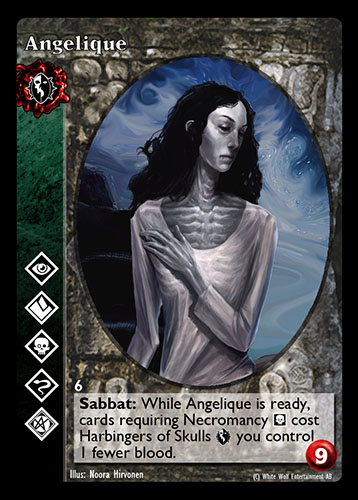 Angelique
6
Sabbat: While Angelique is ready,
cards requiring Necromancy cost
Harbingers of Skulls you control
1 fewer blood.
9
Illus: Noora Hirvonen
(C) White Wolf Entertainment AB